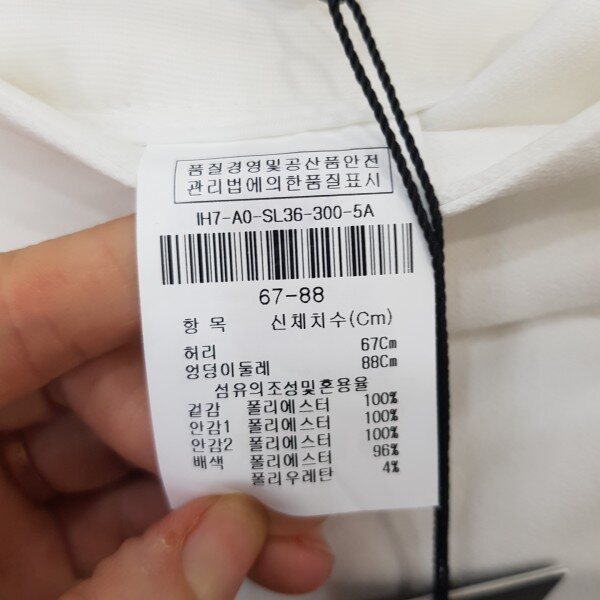 품질경영및공산품안전
관리법에의한품질표시
IH7-A0-SL36-300-5A
67-88
항 목 신체치수(Cm)
허리 67Cm
엉덩이둘레 88Cm
섬유의조성및혼용율
겉감 폴리에스터 100%
안감1 폴리에스터 100%
안감2 폴리에스터 100%
배색 폴리에스터 96%
폴리우레탄 4%